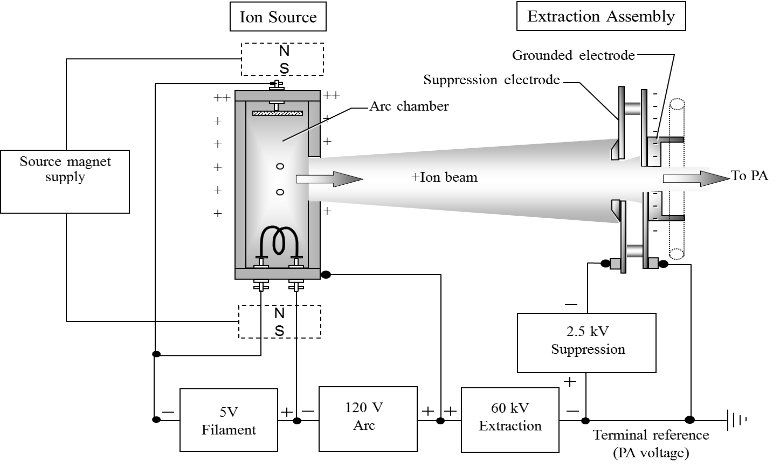 Ion Source
Extraction Assembly
N
S
Grounded electrode
Suppression electrode
++
++
Arc chamber
Source magnet
supply
+Ion beam
To PA
N
S
2.5 kV
Suppression
5V
Filament
120 V
Arc
60 kV
Extraction
Terminal reference
(PA voltage)